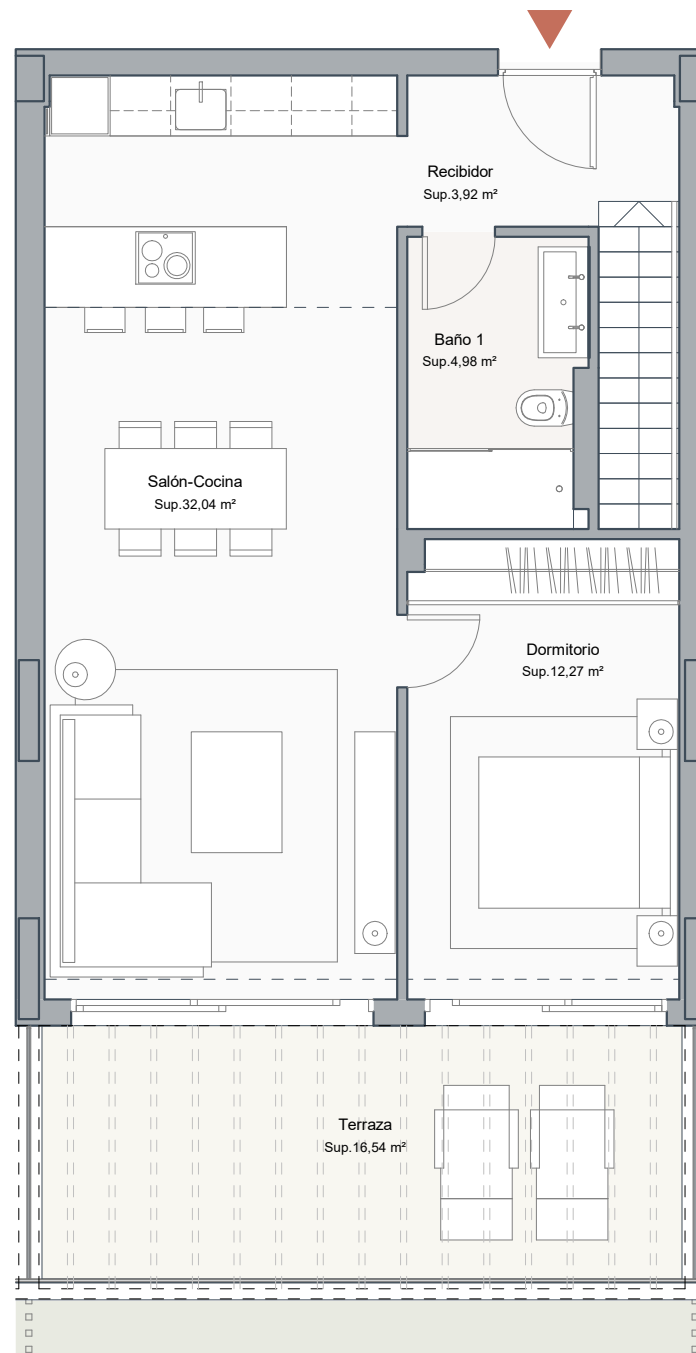 Recibidor
Sup.3,92 m²
Baño 1
Sup.4,98 m²
Salón-Cocina
Sup.32,04 m²
Dormitorio
Sup.12,27 m²
Terraza
Sup.16,54 m²